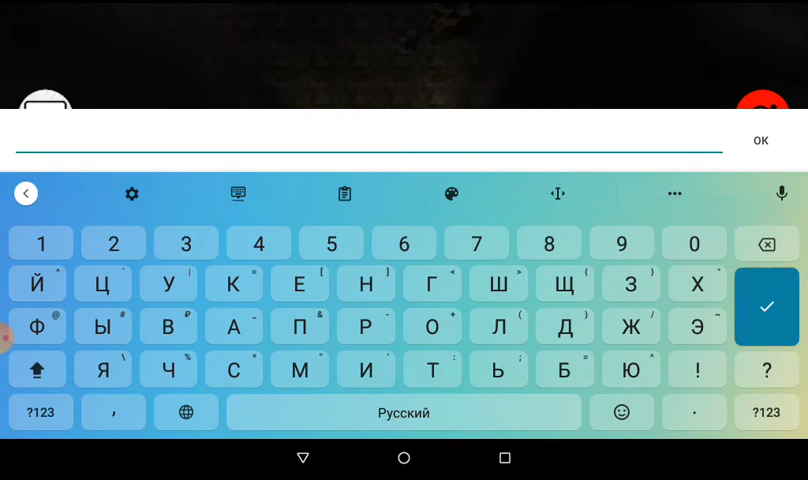 ОК
1 2 3 4 5 6 7 8 9 0
Й ^ Ц ` У | К = Е [ Н ] Г < Ш > Щ { З } Х °
Ф @ Ы # В ₽ А _ П & Р - О + Л ( Д ) Ж / Э ~
Я \ Ч % С * М " И ' Т : Ь ; Б = Ю ^ ! ?
?123 , Русский . ?123